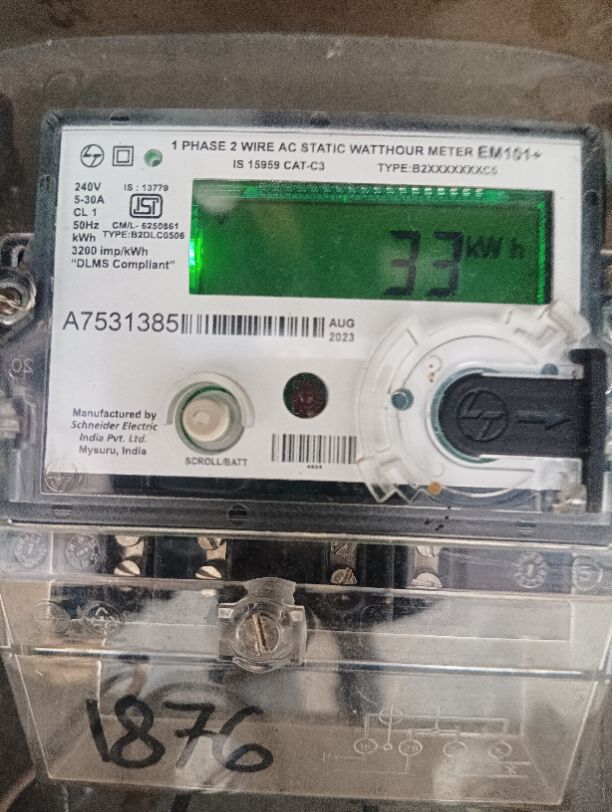 1 PHASE 2 WIRE AC STATIC WATTHOUR METER EM101+
IS 15959 CAT-C3 TYPE:B2XXXXXXXC5
240V IS : 13779
5-30A
CL 1
50Hz CM/L- 6250861
kWh TYPE:B2DLC0506
3200 imp/kWh
"DLMS Compliant"
33 kW h
A7531385 AUG
2023
Manufactured by
Schneider Electric
India Pvt. Ltd.
Mysuru, India
SCROLL/BATT
1876